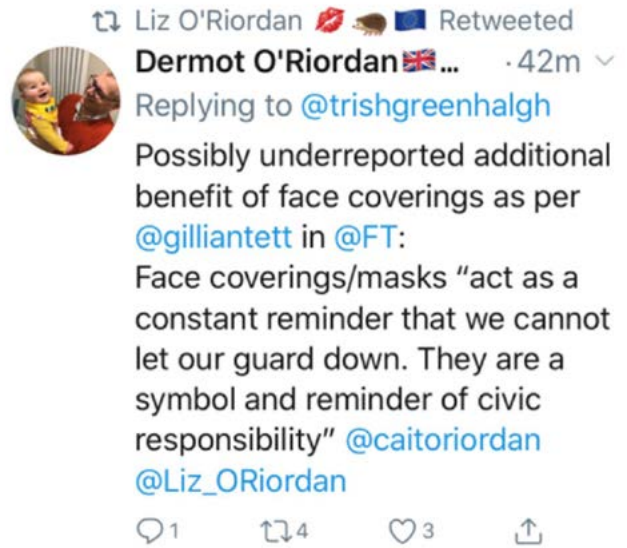 Liz O'Riordan 💋 🦔 🇪🇺 Retweeted
Dermot O'Riordan🇬🇧... · 42m
Replying to @trishgreenhalgh
Possibly underreported additional
benefit of face coverings as per
@gilliantett in @FT:
Face coverings/masks “act as a
constant reminder that we cannot
let our guard down. They are a
symbol and reminder of civic
responsibility” @caitoriordan
@Liz_ORiordan
1 4 3